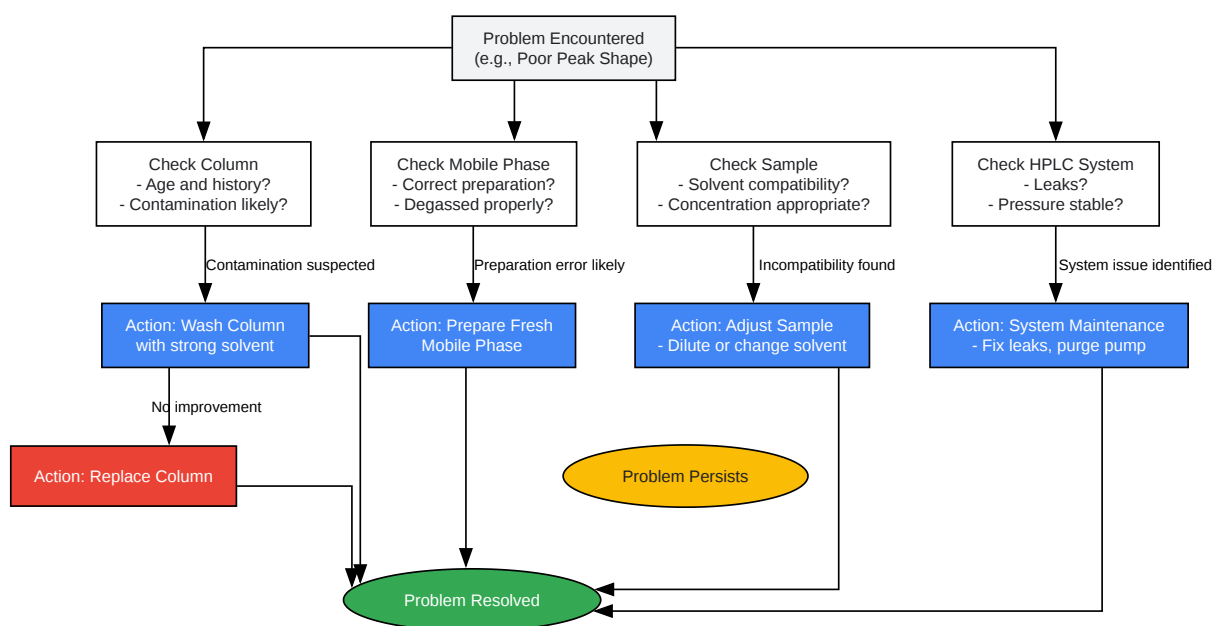 Problem Encountered
(e.g., Poor Peak Shape)
Check Column
- Age and history?
- Contamination likely?
Check Mobile Phase
- Correct preparation?
- Degassed properly?
Check Sample
- Solvent compatibility?
- Concentration appropriate?
Check HPLC System
- Leaks?
- Pressure stable?
Contamination suspected
Preparation error likely
Incompatibility found
System issue identified
Action: Wash Column
with strong solvent
Action: Prepare Fresh
Mobile Phase
Action: Adjust Sample
- Dilute or change solvent
Action: System Maintenance
- Fix leaks, purge pump
No improvement
Action: Replace Column
Problem Persists
Problem Resolved